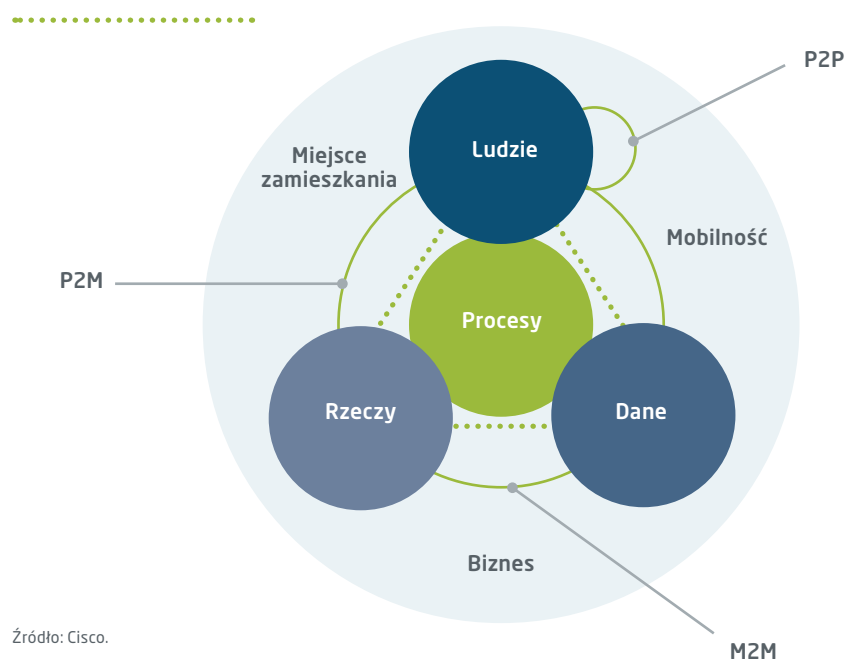 P2P
Ludzie
Miejsce
zamieszkania
Mobilność
P2M
Procesy
Rzeczy
Dane
Biznes
Źródło: Cisco.
M2M